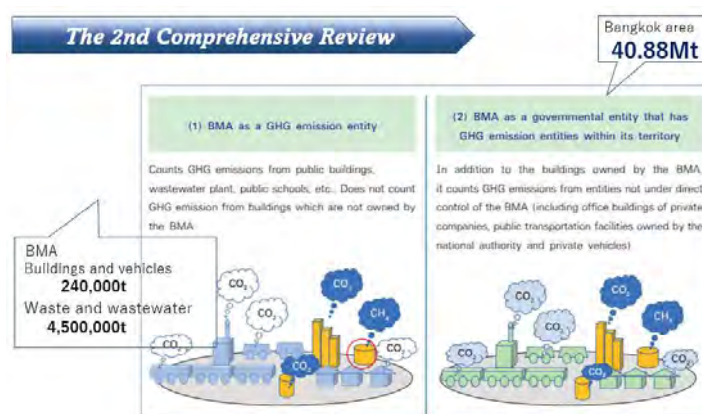 The 2nd Comprehensive Review
Bangkok area
40.88Mt
(1) BMA as a GHG emission entity
Counts GHG emissions from public buildings,
wastewater plant, public schools, etc.. Does not count
GHG emission from buildings which are not owned by
the BMA
BMA
Buildings and vehicles
240,000t
Waste and wastewater
4,500,000t
CO₂
CO₂
CO₂
CH₄
CO₂
CO₂
CO₂
(2) BMA as a governmental entity that has
GHG emission entities within its territory
In addition to the buildings owned by the BMA,
it counts GHG emissions from entities not under direct
control of the BMA (including office buildings of private
companies, public transportation facilities owned by the
national authority and private vehicles)
CO₂
CO₂
CO₂
CH₄
CO₂
CO₂
CO₂